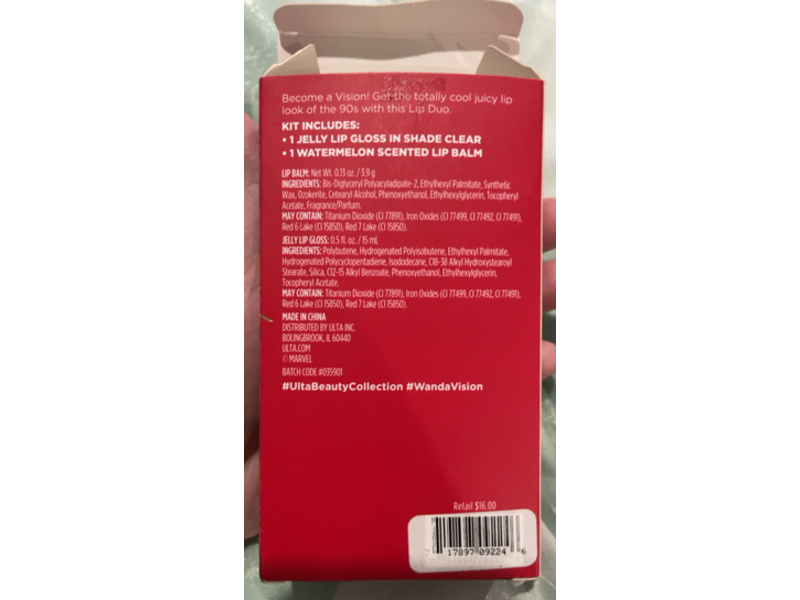 Become a Vision! Get the totally cool juicy lip
look of the 90s with this Lip Duo.
KIT INCLUDES:
• 1 JELLY LIP GLOSS IN SHADE CLEAR
• 1 WATERMELON SCENTED LIP BALM
LIP BALM: Net Wt. 0.13 oz. / 3.9 g
INGREDIENTS: Bis-Diglyceryl Polyacyladipate-2, Ethylhexyl Palmitate, Synthetic
Wax, Ozokerite, Cetearyl Alcohol, Phenoxyethanol, Ethylhexylglycerin, Tocopheryl
Acetate, Fragrance/Parfum.
MAY CONTAIN: Titanium Dioxide (CI 77891), Iron Oxides (CI 77499, CI 77492, CI 77491),
Red 6 Lake (CI 15850), Red 7 Lake (CI 15850).
JELLY LIP GLOSS: 0.5 fl. oz. / 15 mL
INGREDIENTS: Polybutene, Hydrogenated Polyisobutene, Ethylhexyl Palmitate,
Hydrogenated Polycyclopentadiene, Isododecane, C18-38 Alkyl Hydroxystearoyl
Stearate, Silica, C12-15 Alkyl Benzoate, Phenoxyethanol, Ethylhexylglycerin,
Tocopheryl Acetate.
MAY CONTAIN: Titanium Dioxide (CI 77891), Iron Oxides (CI 77499, CI 77492, CI 77491),
Red 6 Lake (CI 15850), Red 7 Lake (CI 15850).
MADE IN CHINA
DISTRIBUTED BY ULTA INC.
BOLINGBROOK, IL 60440
ULTA.COM
© MARVEL
BATCH CODE #035901
#UltaBeautyCollection #WandaVision
Retail $16.00
7 17897 09224 6